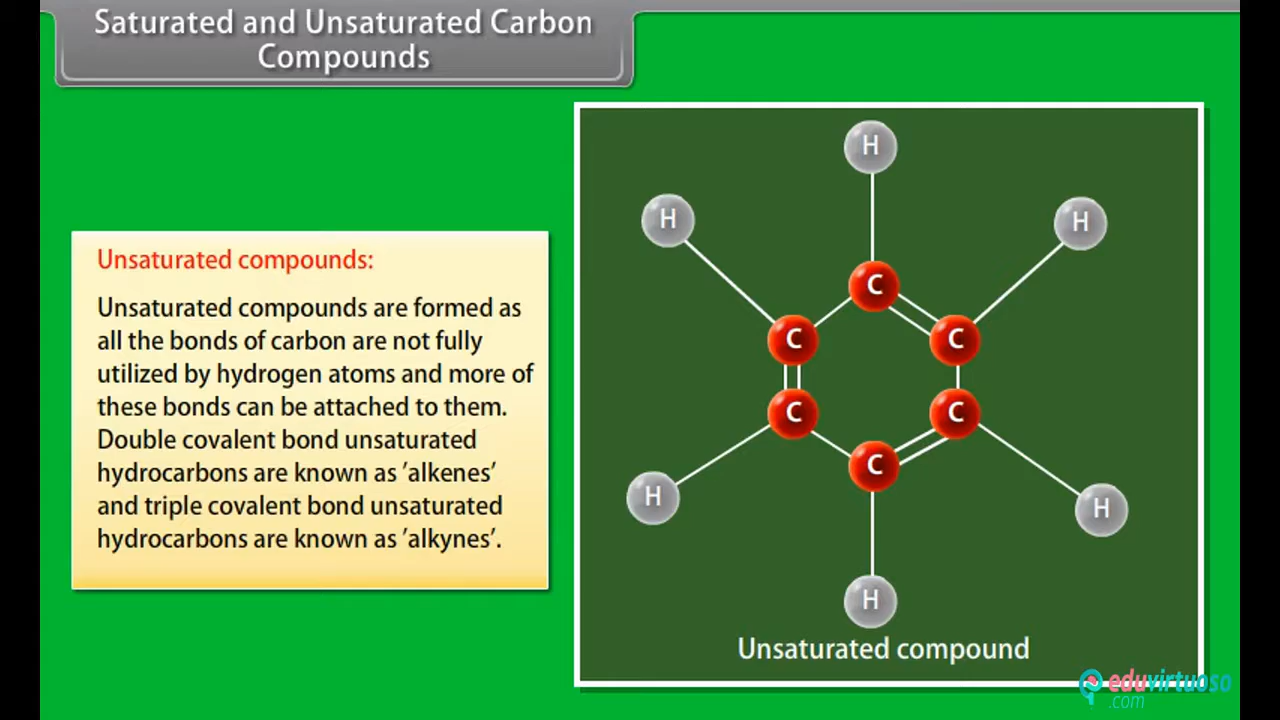 Saturated and Unsaturated Carbon
Compounds
Unsaturated compounds:
Unsaturated compounds are formed as
all the bonds of carbon are not fully
utilized by hydrogen atoms and more of
these bonds can be attached to them.
Double covalent bond unsaturated
hydrocarbons are known as ‘alkenes’
and triple covalent bond unsaturated
hydrocarbons are known as ‘alkynes’.
H
H
H
C
C
C
C
C
C
H
H
H
Unsaturated compound
eduvirtuoso
.com